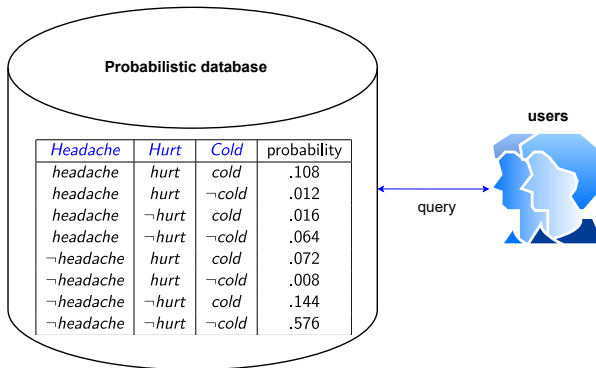 Probabilistic database
users
Headache Hurt Cold probability
headache hurt cold .108
headache hurt ¬cold .012
headache ¬hurt cold .016
headache ¬hurt ¬cold .064
¬headache hurt cold .072
¬headache hurt ¬cold .008
¬headache ¬hurt cold .144
¬headache ¬hurt ¬cold .576
query